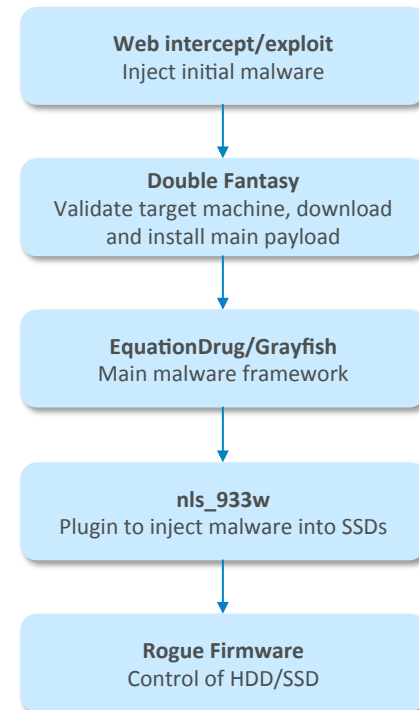 Web intercept/exploit
Inject initial malware
Double Fantasy
Validate target machine, download
and install main payload
EquationDrug/Grayfish
Main malware framework
nls_933w
Plugin to inject malware into SSDs
Rogue Firmware
Control of HDD/SSD